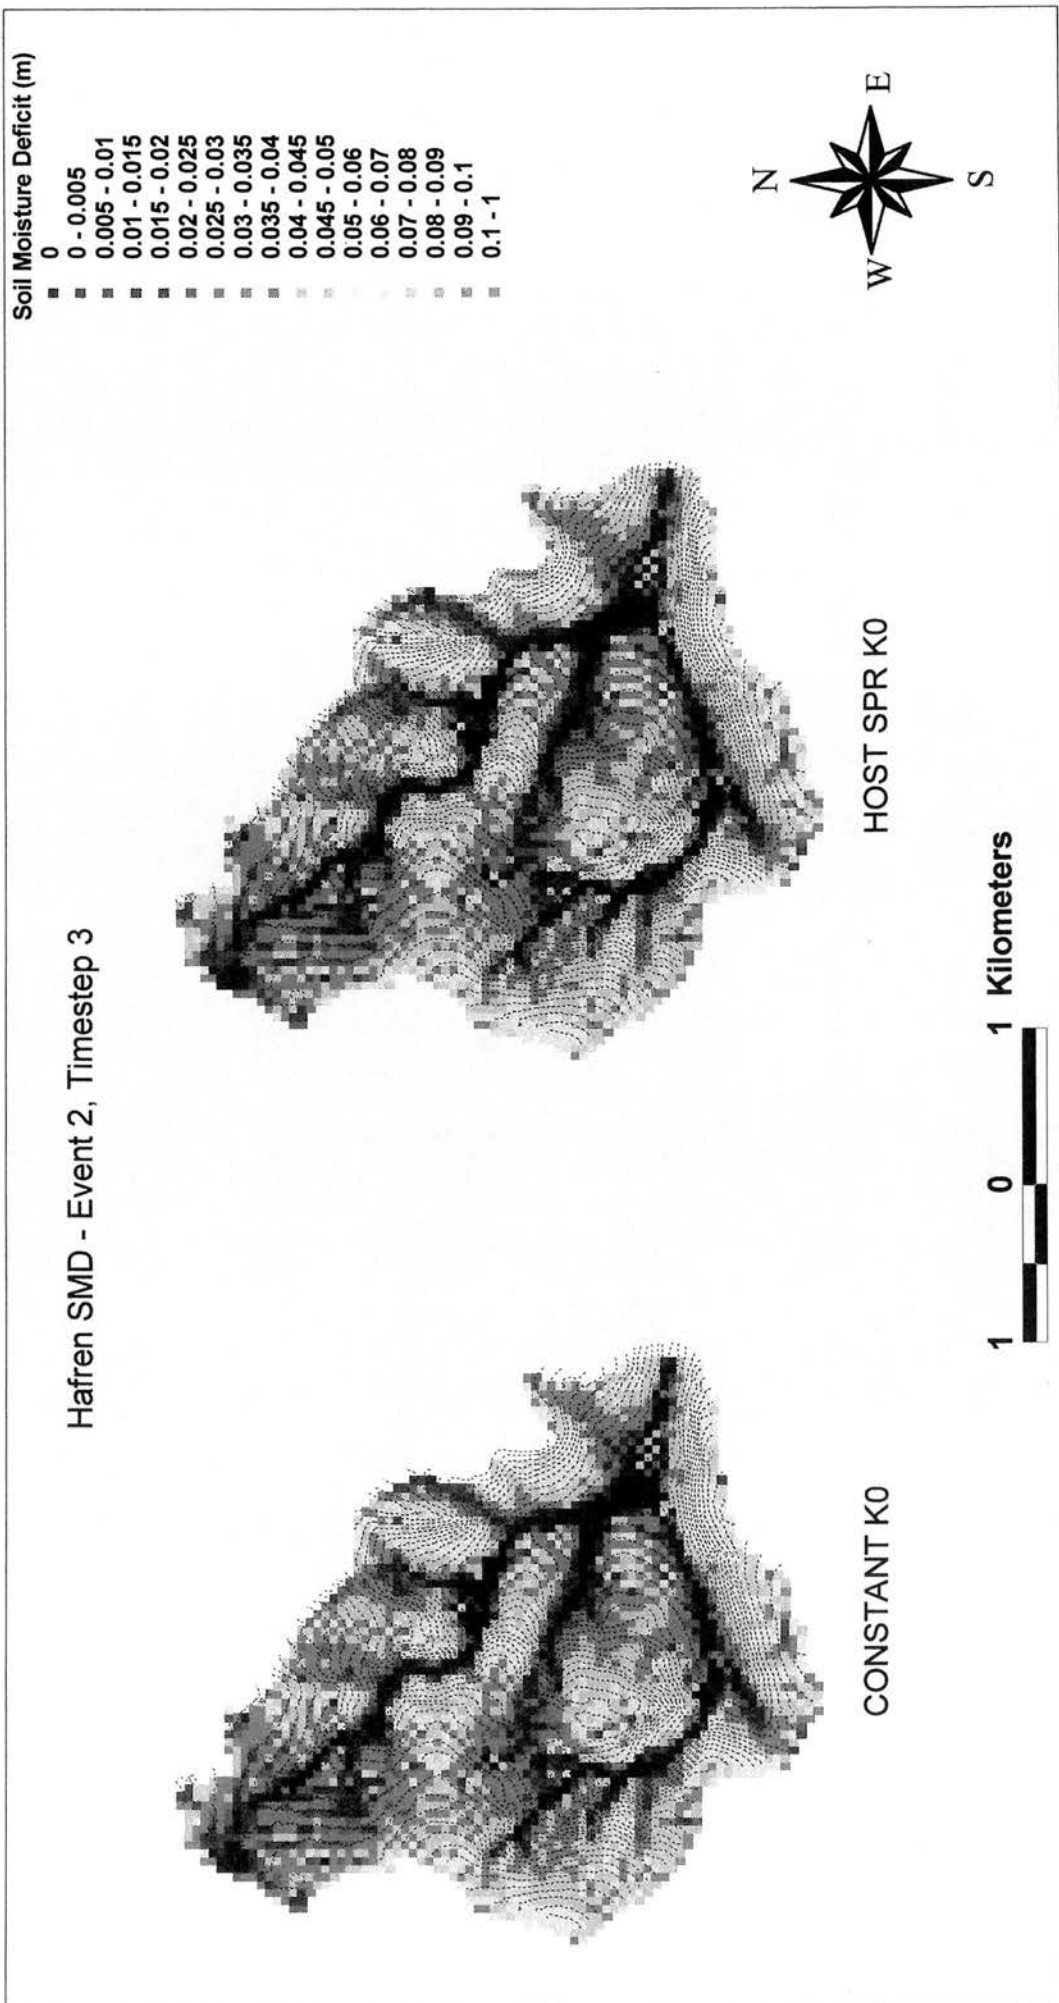 Hafren SMD - Event 2, Timestep 3
Soil Moisture Deficit (m)
0
0 - 0.005
0.005 - 0.01
0.01 - 0.015
0.015 - 0.02
0.02 - 0.025
0.025 - 0.03
0.03 - 0.035
0.035 - 0.04
0.04 - 0.045
0.045 - 0.05
0.05 - 0.06
0.06 - 0.07
0.07 - 0.08
0.08 - 0.09
0.09 - 0.1
0.1 - 1
CONSTANT K0
HOST SPR K0
1 0 1 Kilometers
N
W E
S